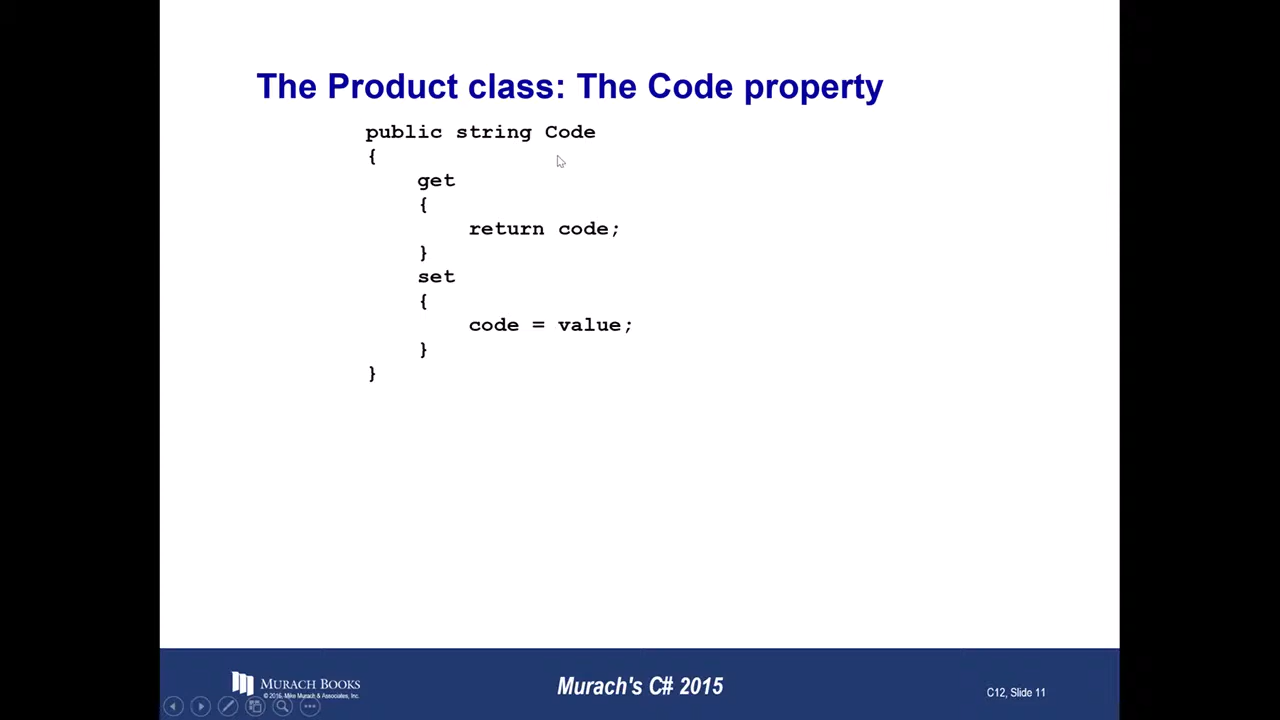 The Product class: The Code property
public string Code
{
get
{
return code;
}
set
{
code = value;
}
}
MURACH BOOKS
© 2016, Mike Murach & Associates, Inc.
Murach's C# 2015
C12, Slide 11